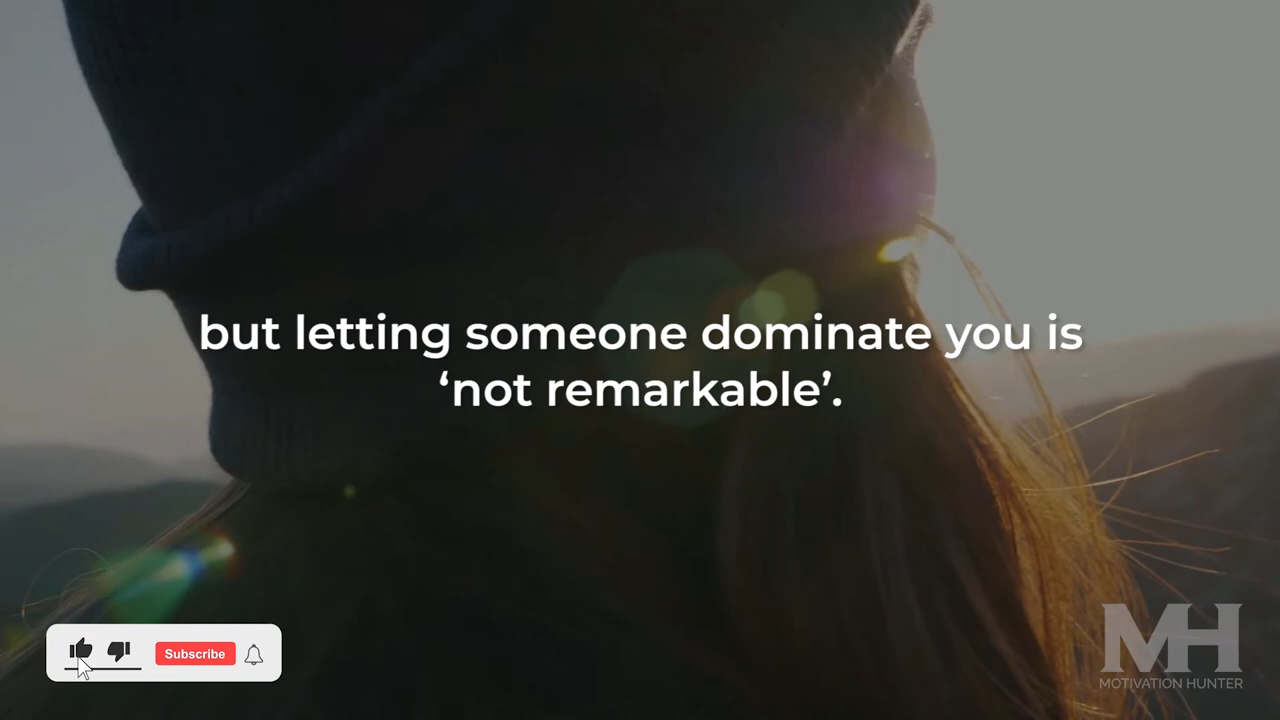 but letting someone dominate you is
‘not remarkable’.
Subscribe
MH
MOTIVATION HUNTER